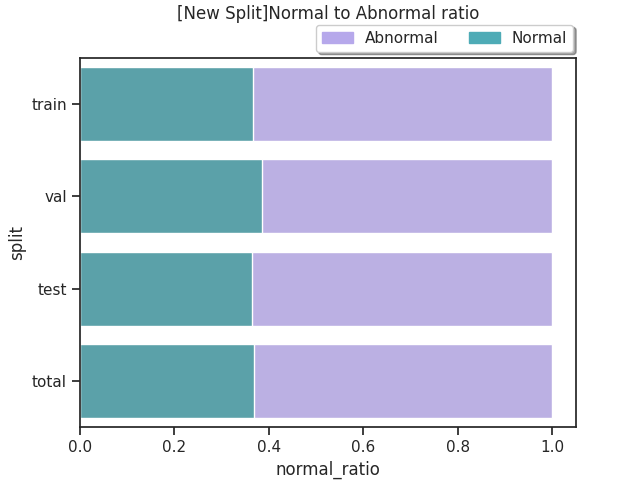 [New Split]Normal to Abnormal ratio
Abnormal Normal
train
val
test
total
split
0.0 0.2 0.4 0.6 0.8 1.0
normal_ratio